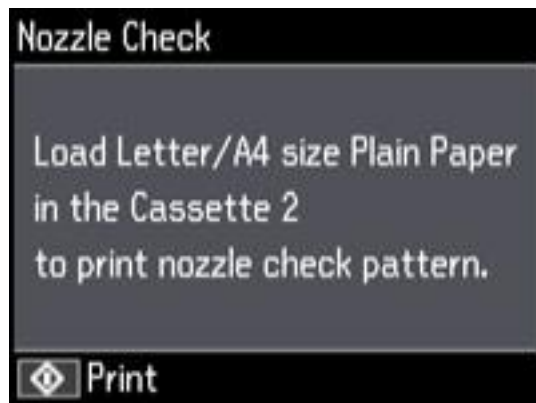 Nozzle Check
Load Letter/A4 size Plain Paper
in the Cassette 2
to print nozzle check pattern.
Print